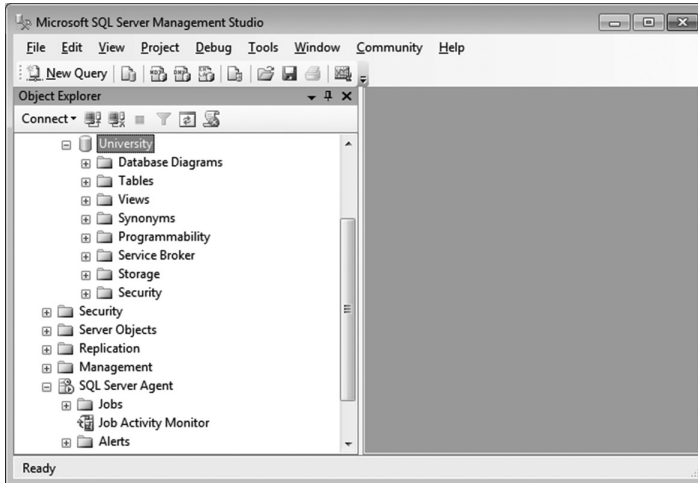 Microsoft SQL Server Management Studio
File Edit View Project Debug Tools Window Community Help
New Query
Object Explorer
Connect
University
Database Diagrams
Tables
Views
Synonyms
Programmability
Service Broker
Storage
Security
Security
Server Objects
Replication
Management
SQL Server Agent
Jobs
Job Activity Monitor
Alerts
Ready